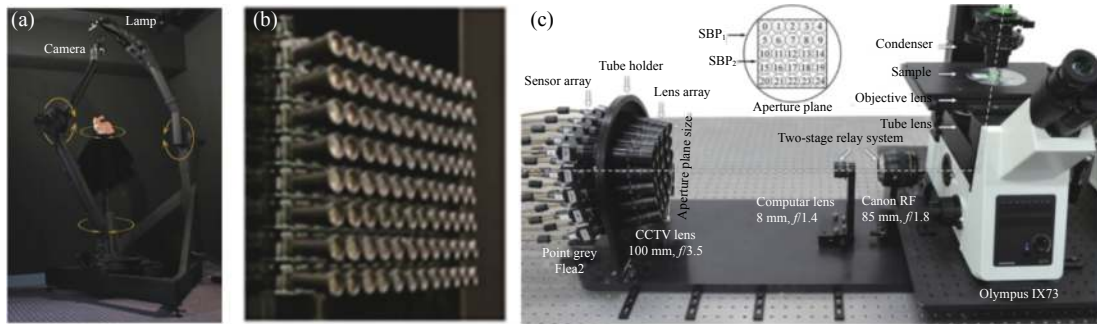 (a)
Lamp
Camera
(b)
(c)
SBP1
SBP2
0 1 2 3 4
5 6 7 8 9
10 11 12 13 14
15 16 17 18 19
20 21 22 23 24
Aperture plane
Sensor array
Tube holder
Lens array
Aperture plane size
Condenser
Sample
Objective lens
Tube lens
Two-stage relay system
Computar lens
8 mm, f/1.4
Canon RF
85 mm, f/1.8
CCTV lens
100 mm, f/3.5
Point grey
Flea2
Olympus IX73